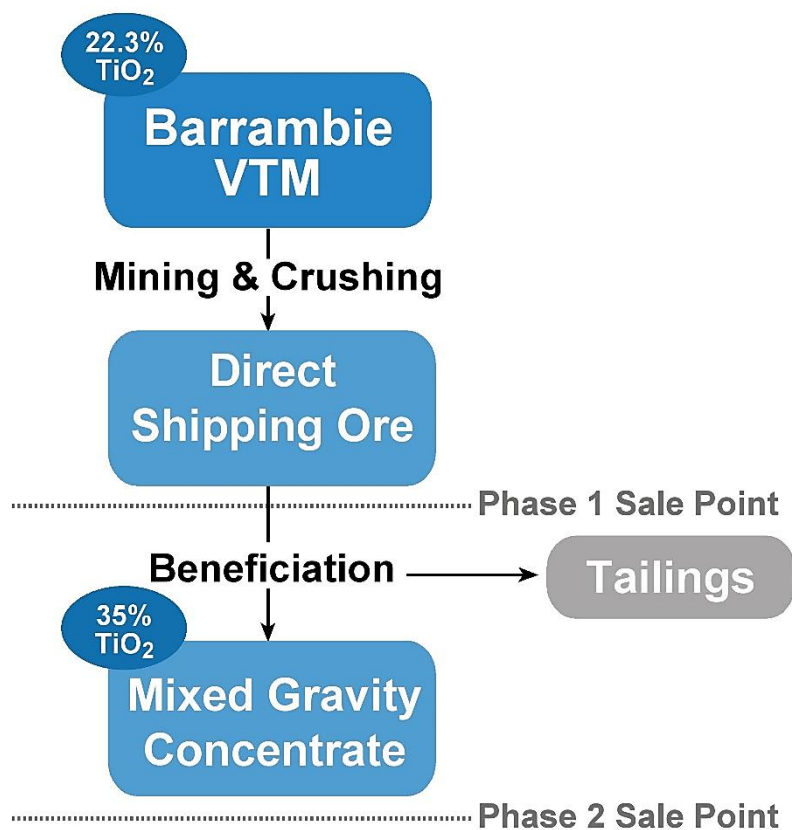 22.3%
TiO₂
Barrambie
VTM
Mining & Crushing
Direct
Shipping Ore
Phase 1 Sale Point
Beneficiation
Tailings
35%
TiO₂
Mixed Gravity
Concentrate
Phase 2 Sale Point